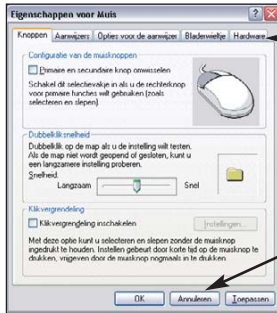 Eigenschappen voor Muis
Knoppen Aanwijzers Opties voor de aanwijzer Bladerwieltje Hardware
Configuratie van de muisknoppen
Primaire en secundaire knop omwisselen
Schakel dit selectievakje in als u de rechterknop
voor primaire functies wilt gebruiken (zoals
selecteren en slepen)
Dubbelkliksnelheid
Dubbelklik op de map als u de instelling wilt testen.
Als de map niet wordt geopend of gesloten, kunt u
een langzamere instelling proberen.
Snelheid:
Langzaam Snel
Klikvergrendeling
Klikvergrendeling inschakelen Instellingen...
Met deze optie kunt u selecteren en slepen zonder de muisknop
ingedrukt te houden. Instellen gebeurt door korte tijd op de muisknop te
drukken, vrijgeven door de muisknop nogmaals in te drukken.
OK Annuleren Toepassen